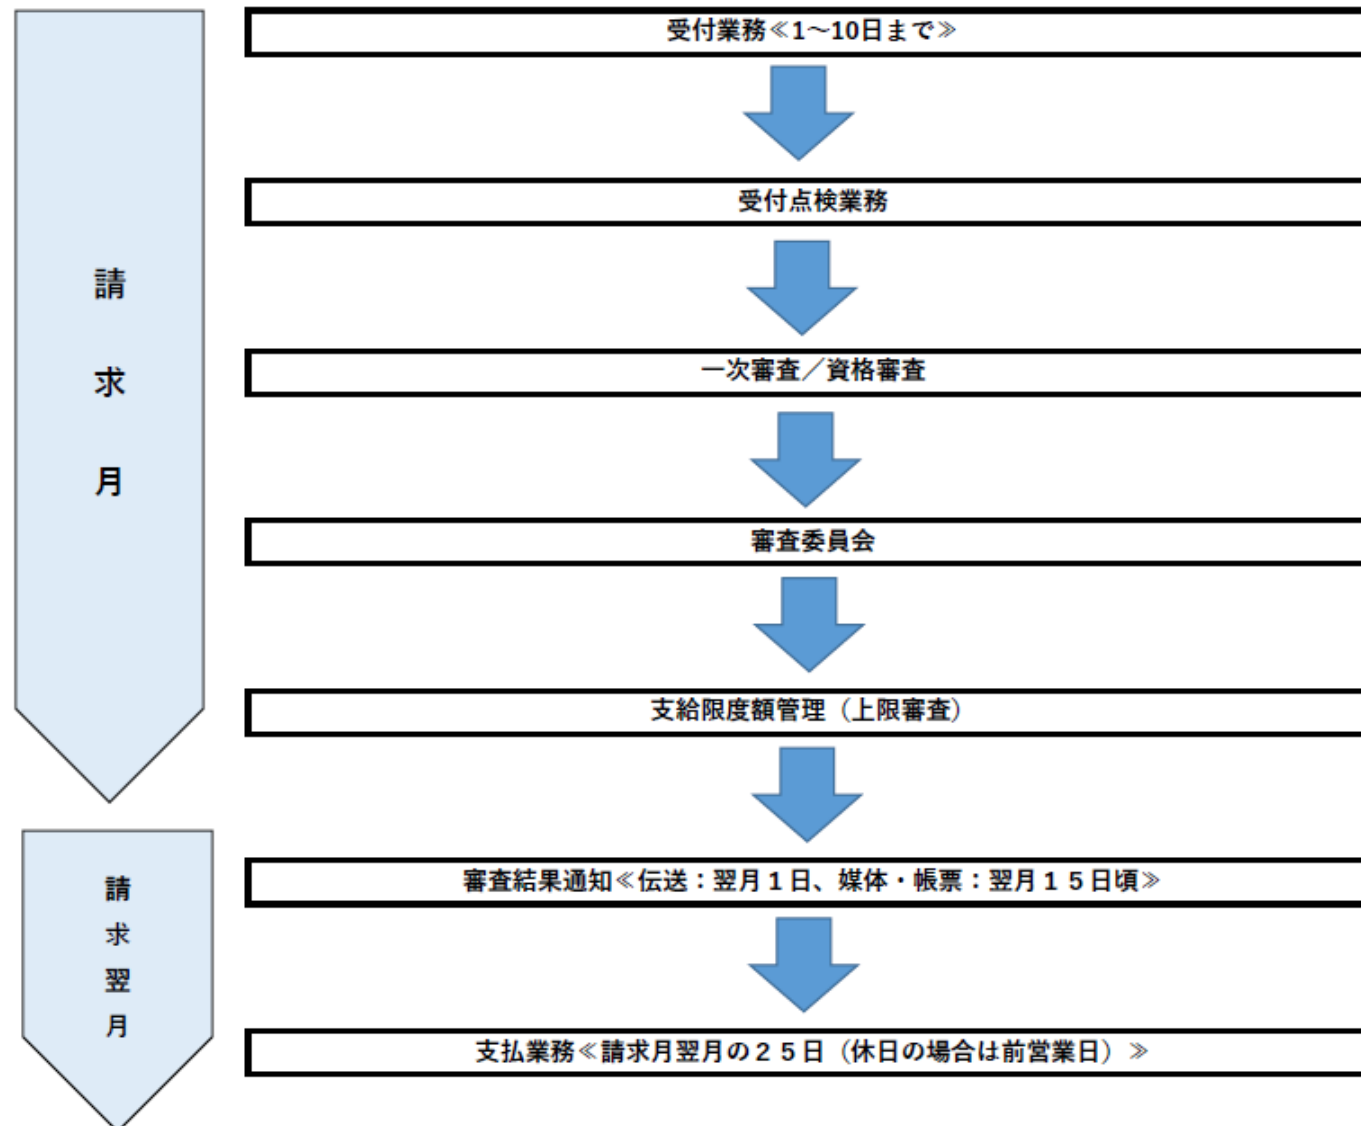 受付業務≪1～10日まで≫
受付点検業務
一次審査／資格審査
審査委員会
支給限度額管理（上限審査）
請求月
審査結果通知≪伝送：翌月１日、媒体・帳票：翌月１５日頃≫
支払業務≪請求月翌月の２５日（休日の場合は前営業日）≫
請求翌月